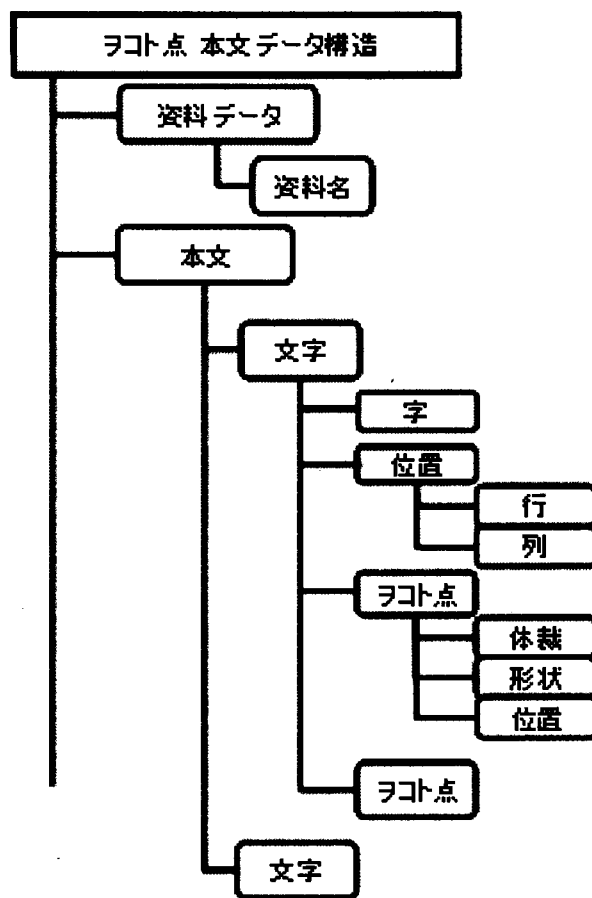 ヲコト点 本文データ構造
資料データ
資料名
本文
文字
字
位置
行
列
ヲコト点
体裁
形状
位置
ヲコト点
文字